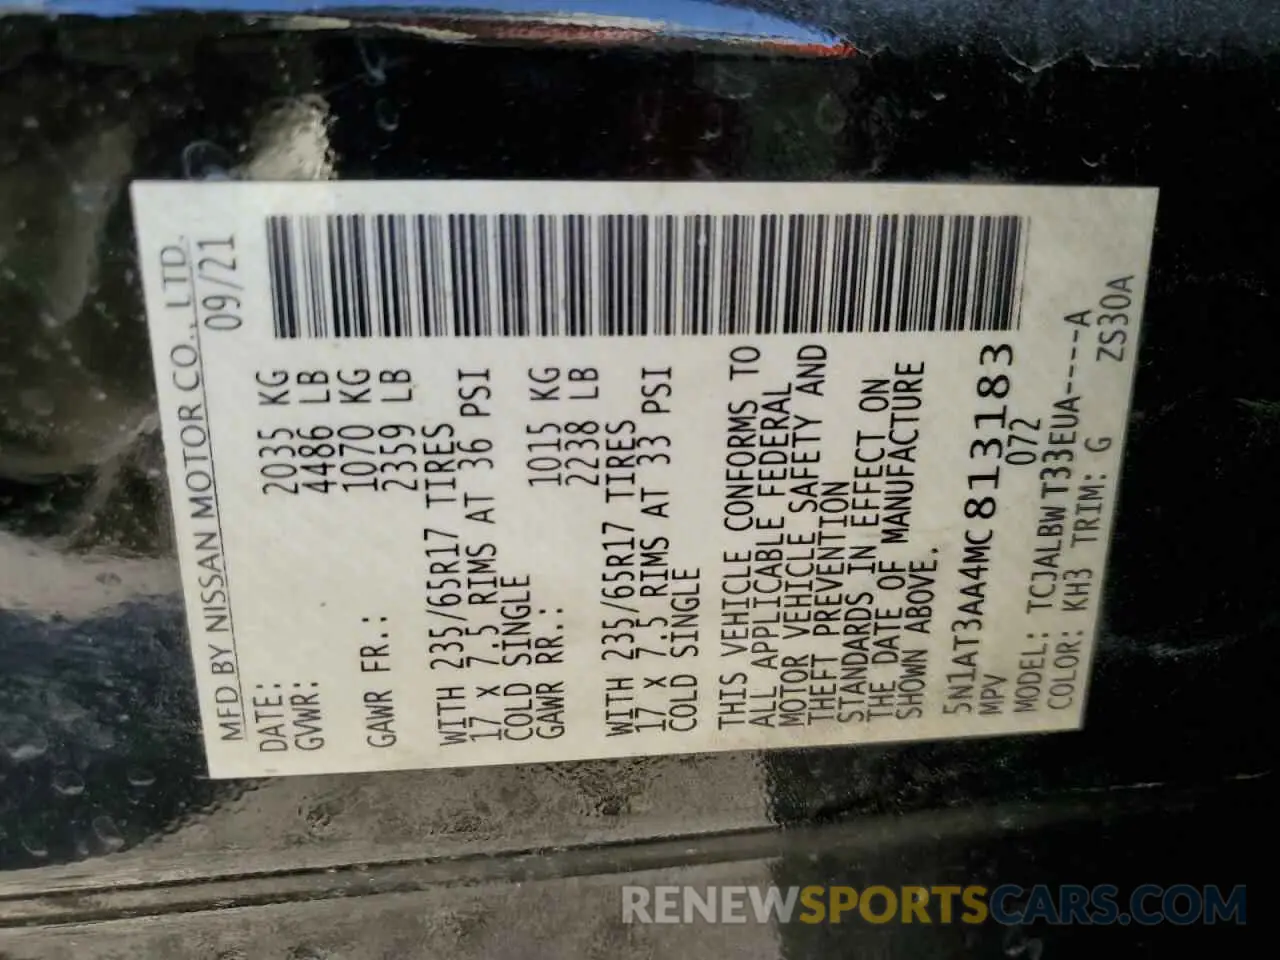 MFD BY NISSAN MOTOR CO., LTD.
DATE: 09/21
GVWR: 2035 KG
4486 LB
GAWR FR.: 1070 KG
2359 LB
WITH 235/65R17 TIRES
17 X 7.5 RIMS AT 36 PSI
COLD SINGLE
GAWR RR.: 1015 KG
2238 LB
WITH 235/65R17 TIRES
17 X 7.5 RIMS AT 33 PSI
COLD SINGLE
THIS VEHICLE CONFORMS TO
ALL APPLICABLE FEDERAL
MOTOR VEHICLE SAFETY AND
THEFT PREVENTION
STANDARDS IN EFFECT ON
THE DATE OF MANUFACTURE
SHOWN ABOVE.
5N1AT3AA4MC813183
MPV 072
MODEL: TCJALBWT33EUA-----A
COLOR: KH3 TRIM: G ZS30A
RENEWSPORTSCARS.COM